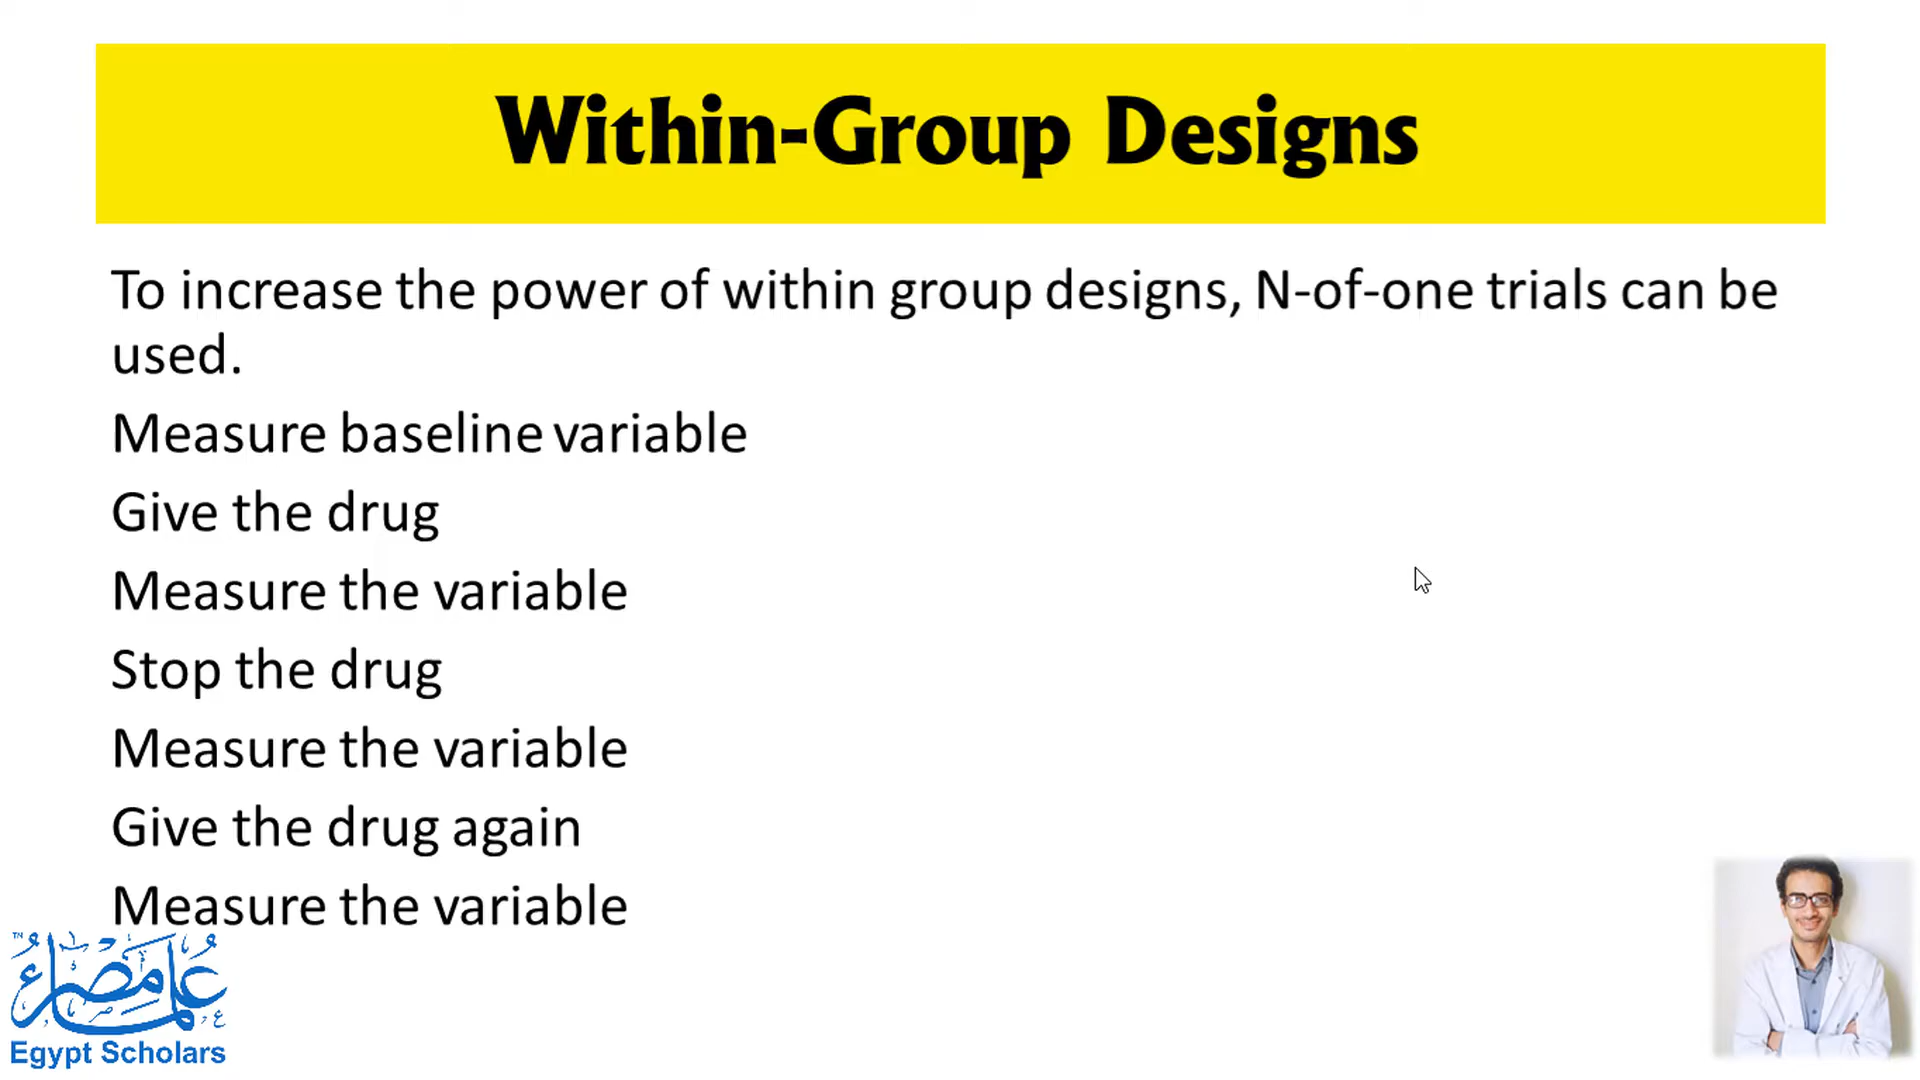 Within-Group Designs
To increase the power of within group designs, N-of-one trials can be
used.
Measure baseline variable
Give the drug
Measure the variable
Stop the drug
Measure the variable
Give the drug again
Measure the variable
TM
علماء مصر
Egypt Scholars